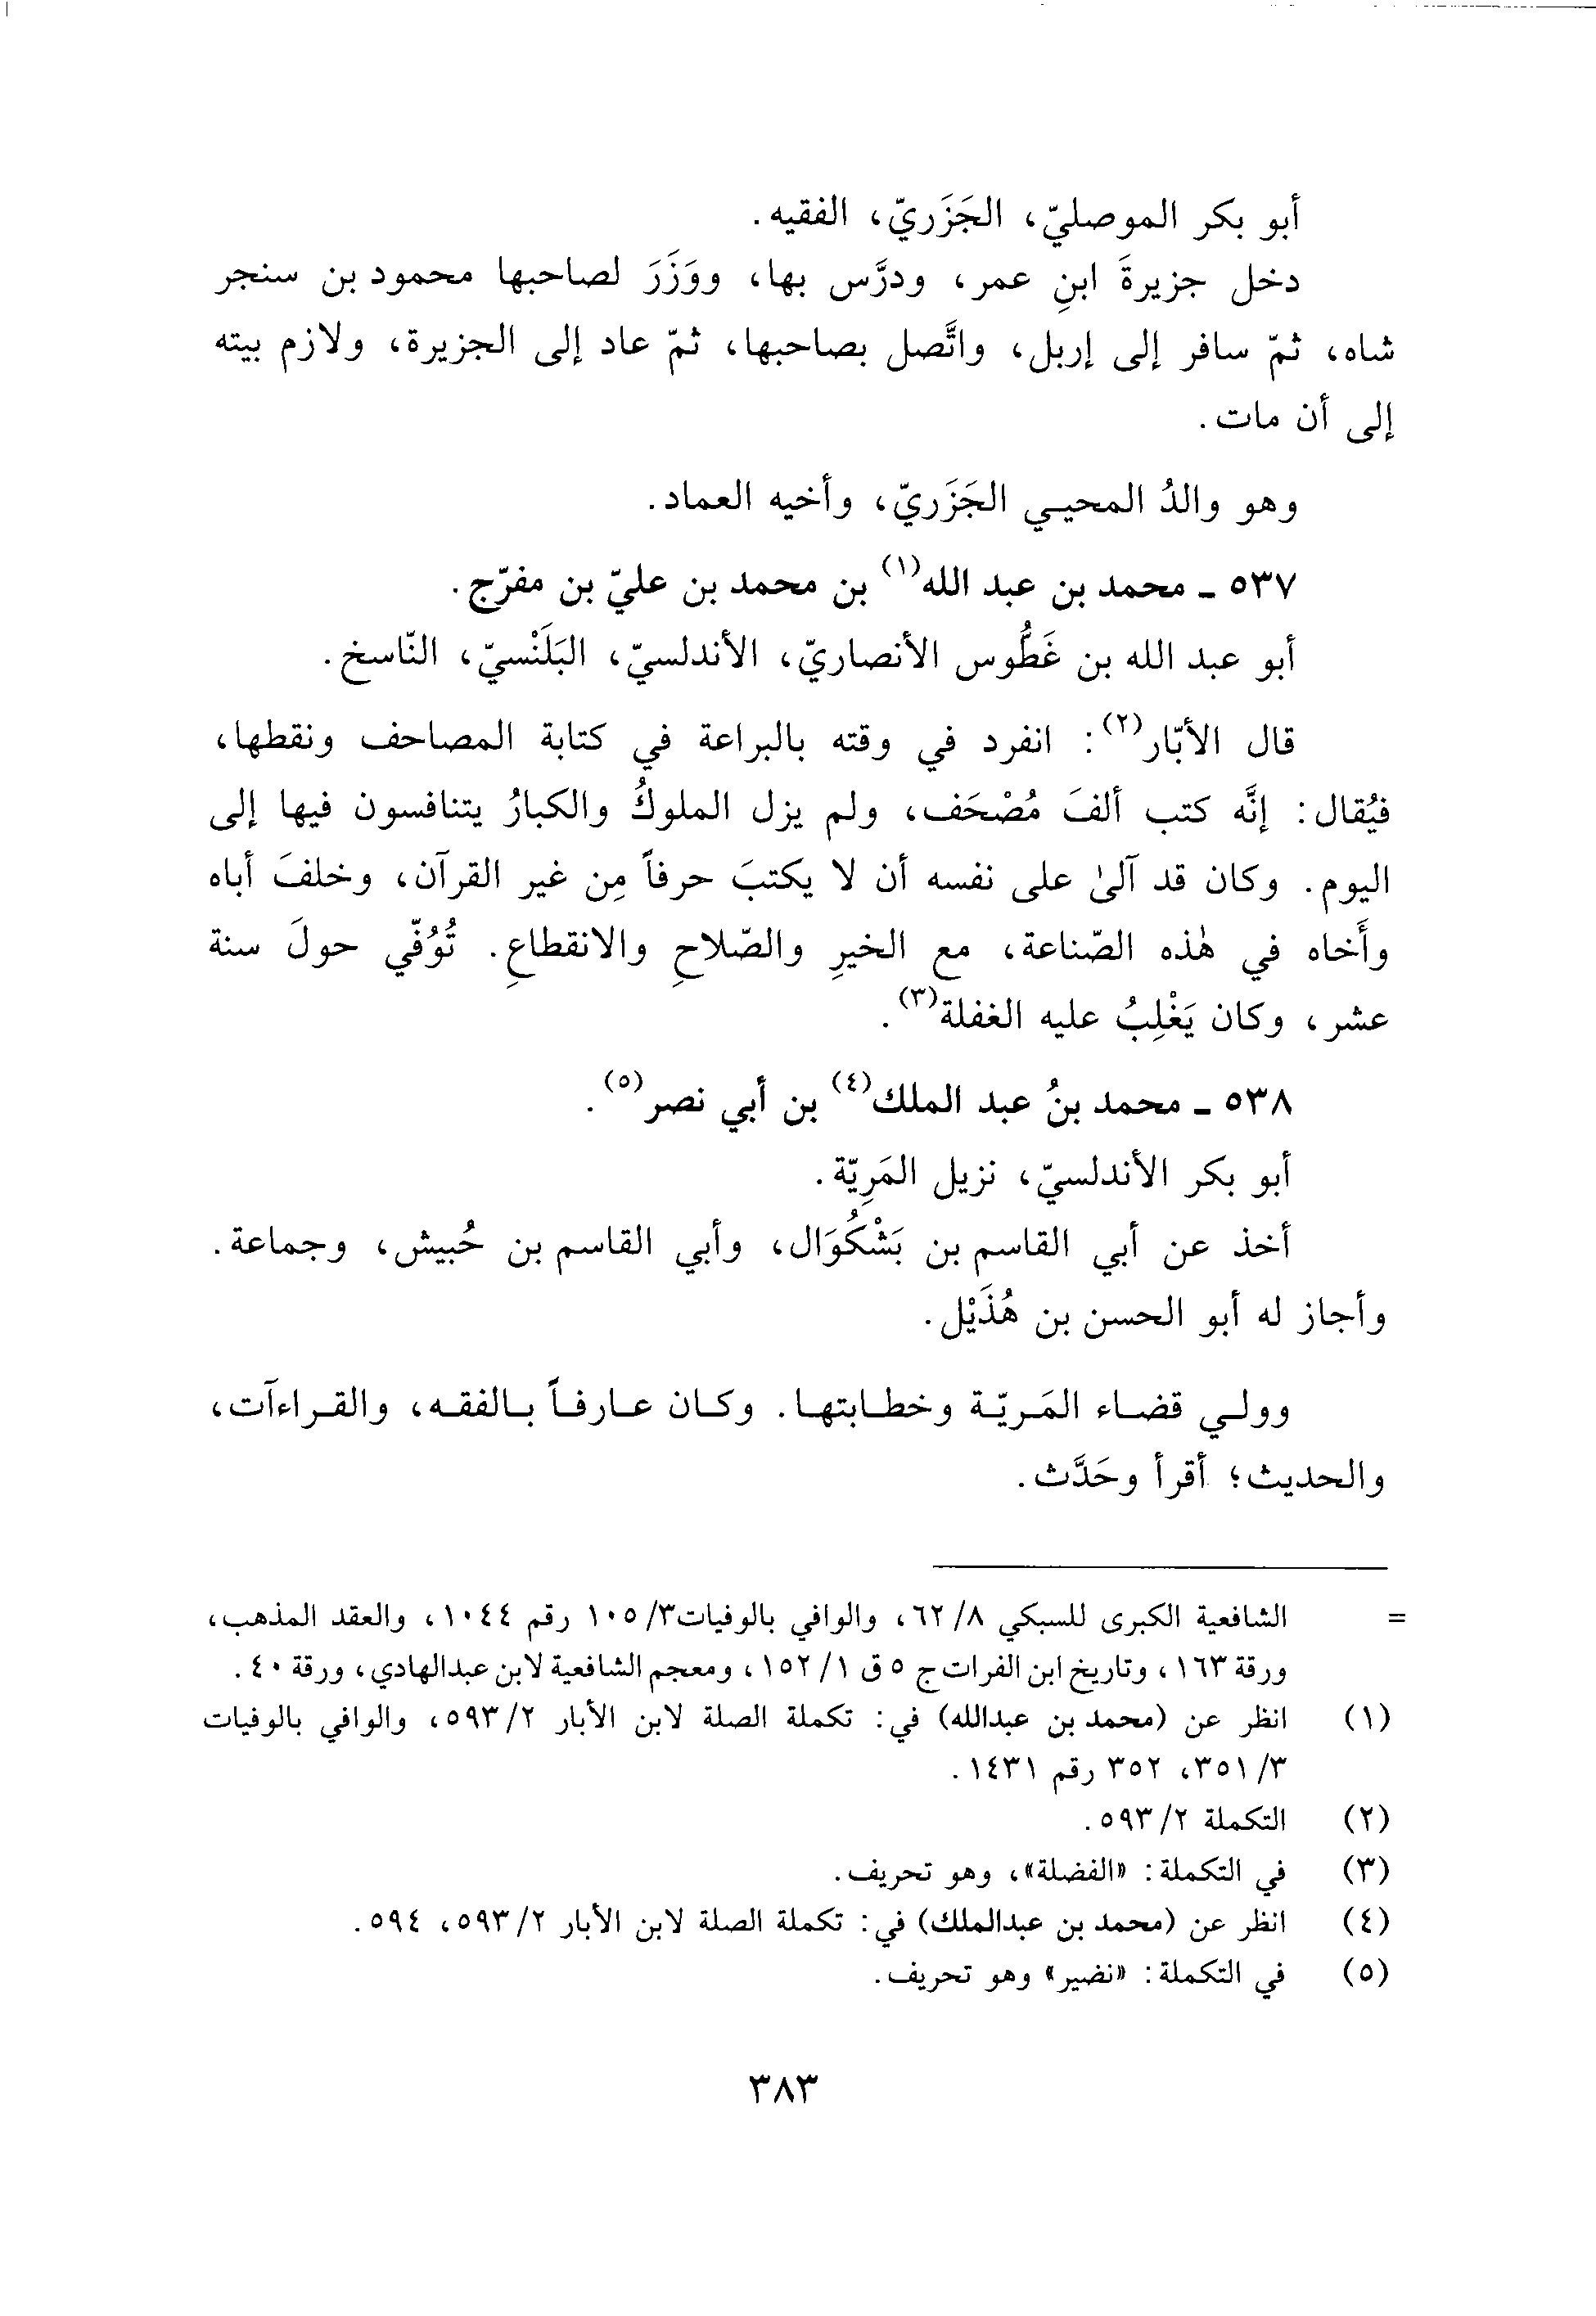 أبو بكر الموصليّ، الجَزَريّ، الفقيه.
دخل جزيرةَ ابنِ عمر، ودرَّس بها، ووَزَرَ لصاحبها محمود بن سنجر
شاه، ثمّ سافر إلى إربل، واتَّصل بصاحبها، ثمّ عاد إلى الجزيرة، ولازم بيته
إلى أن مات.
وهو والدُ المحيـي الجَزَريّ، وأخيه العماد.
٥٣٧ ـ محمد بن عبد الله(١) بن محمد بن عليّ بن مفرّج.
أبو عبد الله بن غَطُّوس الأنصاريّ، الأندلسيّ، البَلَنْسيّ، النّاسخ.
قال الأبّار(٢): انفرد في وقته بالبراعة في كتابة المصاحف ونقطها،
فيُقال: إنَّه كتب ألفَ مُصْحَف، ولم يزل الملوكُ والكبارُ يتنافسون فيها إلى
اليوم. وكان قد آلىٰ على نفسه أن لا يكتبَ حرفاً مِن غير القرآن، وخلفَ أباه
وأَخاه في هٰذه الصّناعة، مع الخيرِ والصّلاحِ والانقطاعِ. تُوُفّي حولَ سنة
عشر، وكان يَغْلِبُ عليه الغفلة(٣).
٥٣٨ ـ محمد بنُ عبد الملك(٤) بن أبي نصر(٥).
أبو بكر الأندلسيّ، نزيل المَرِيّة.
أخذ عن أبي القاسم بن بَشْكُوَال، وأبي القاسم بن حُبيش، وجماعة.
وأجاز له أبو الحسن بن هُذَيْل.
وولـي قضـاء المَـريّـة وخطـابتهـا. وكـان عـارفـاً بـالفقـه، والقـراءآت،
والحديث؛ أقرأ وحَدَّث.
= الشافعية الكبرى للسبكي ٨/ ٦٢، والوافي بالوفيات٣/ ١٠٥ رقم ١٠٤٤، والعقد المذهب،
ورقة ١٦٣، وتاريخ ابن الفرات ج ٥ ق ١/ ١٥٢، ومعجم الشافعية لابن عبدالهادي، ورقة ٤٠.
(١) انظر عن (محمد بن عبدالله) في: تكملة الصلة لابن الأبار ٢/ ٥٩٣، والوافي بالوفيات
٣/ ٣٥١، ٣٥٢ رقم ١٤٣١.
(٢) التكملة ٢/ ٥٩٣.
(٣) في التكملة: «الفضلة»، وهو تحريف.
(٤) انظر عن (محمد بن عبدالملك) في: تكملة الصلة لابن الأبار ٢/ ٥٩٣، ٥٩٤.
(٥) في التكملة: «نضير» وهو تحريف.
٣٨٣